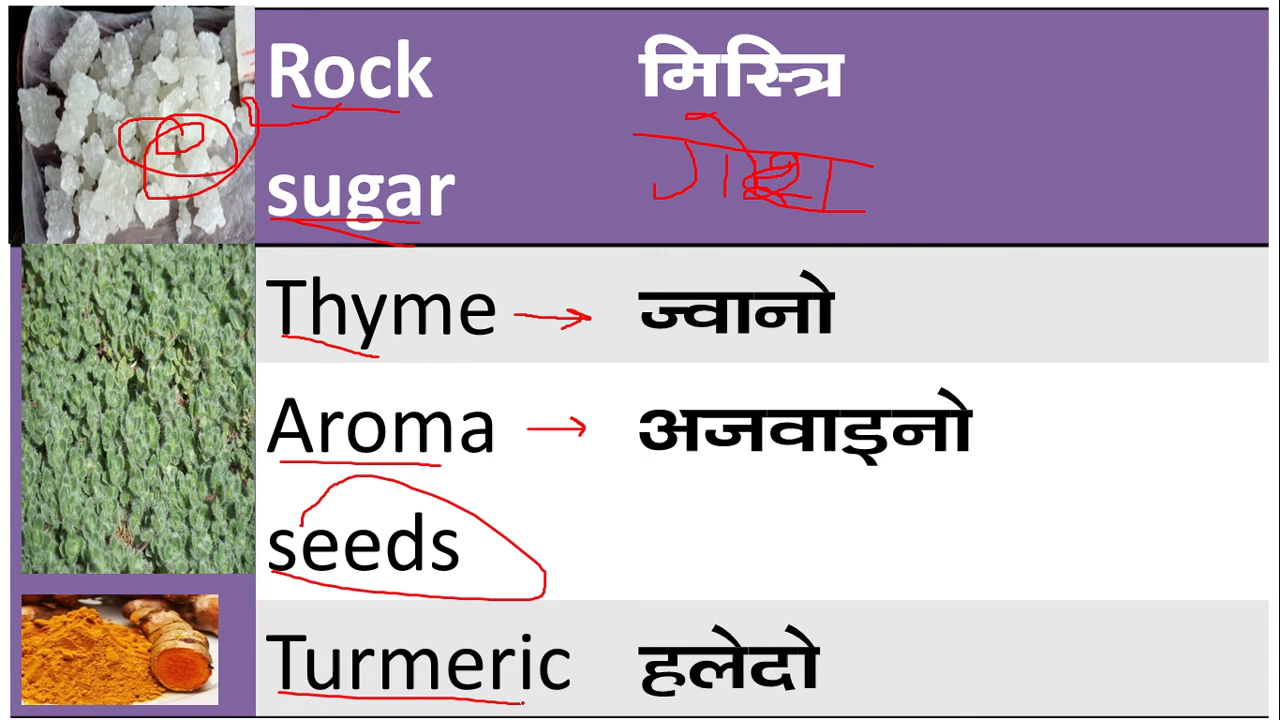 Rock मिस्त्रि
sugar
Thyme ज्वानो
Aroma अजवाइनो
seeds
Turmeric हलेदो